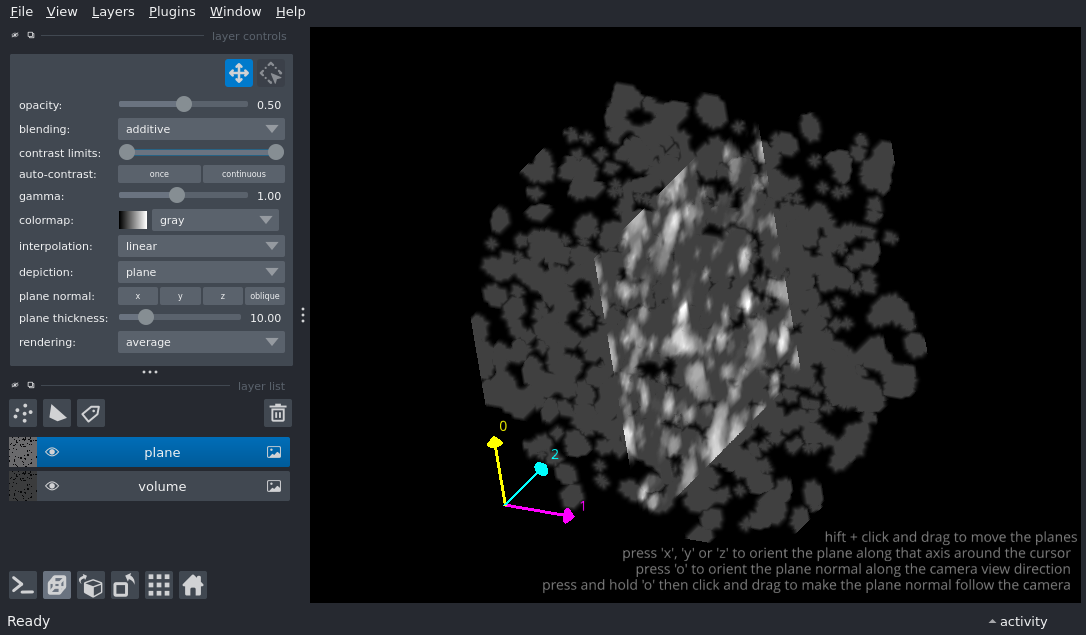 File View Layers Plugins Window Help
layer controls
opacity: 0.50
blending: additive
contrast limits:
auto-contrast: once continuous
gamma: 1.00
colormap: gray
interpolation: linear
depiction: plane
plane normal: x y z oblique
plane thickness: 10.00
rendering: average
layer list
plane
volume
0
2
1
hift + click and drag to move the planes
press 'x', 'y' or 'z' to orient the plane along that axis around the cursor
press 'o' to orient the plane normal along the camera view direction
press and hold 'o' then click and drag to make the plane normal follow the camera
Ready activity